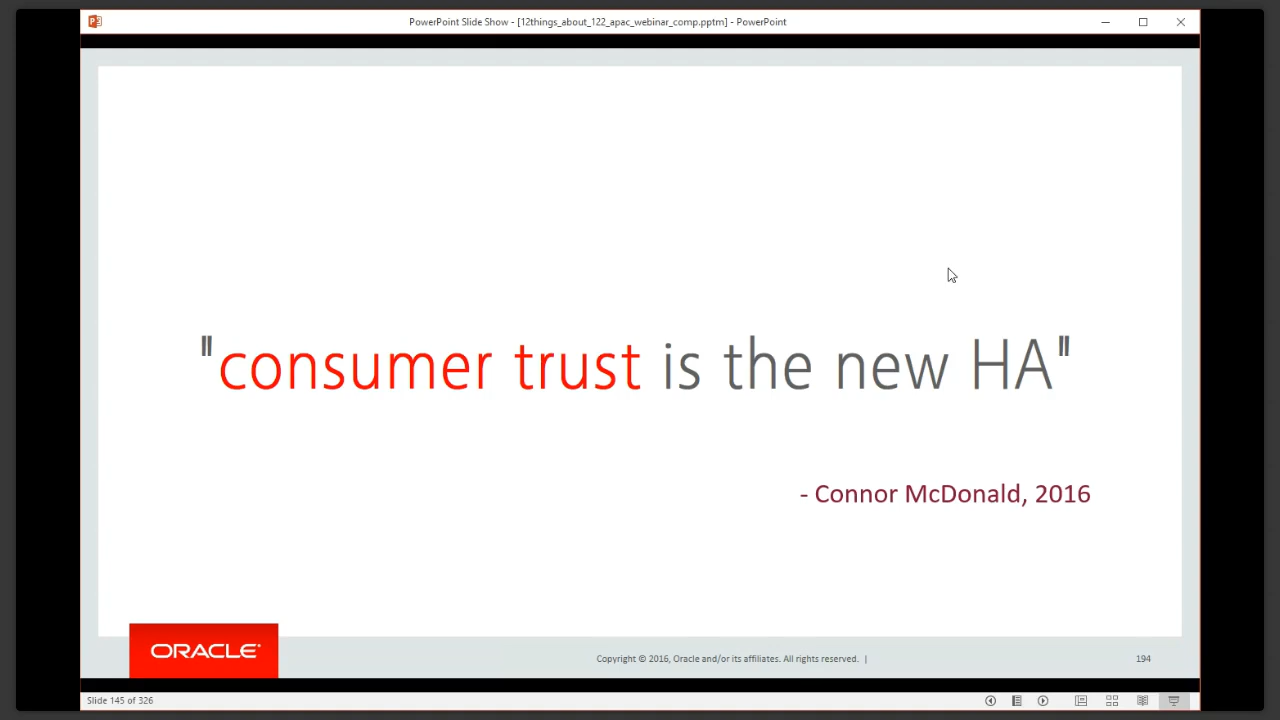 PowerPoint Slide Show - [12things_about_122_apac_webinar_comp.pptm] - PowerPoint
"consumer trust is the new HA"
- Connor McDonald, 2016
ORACLE
Copyright © 2016, Oracle and/or its affiliates. All rights reserved. |
194
Slide 145 of 326